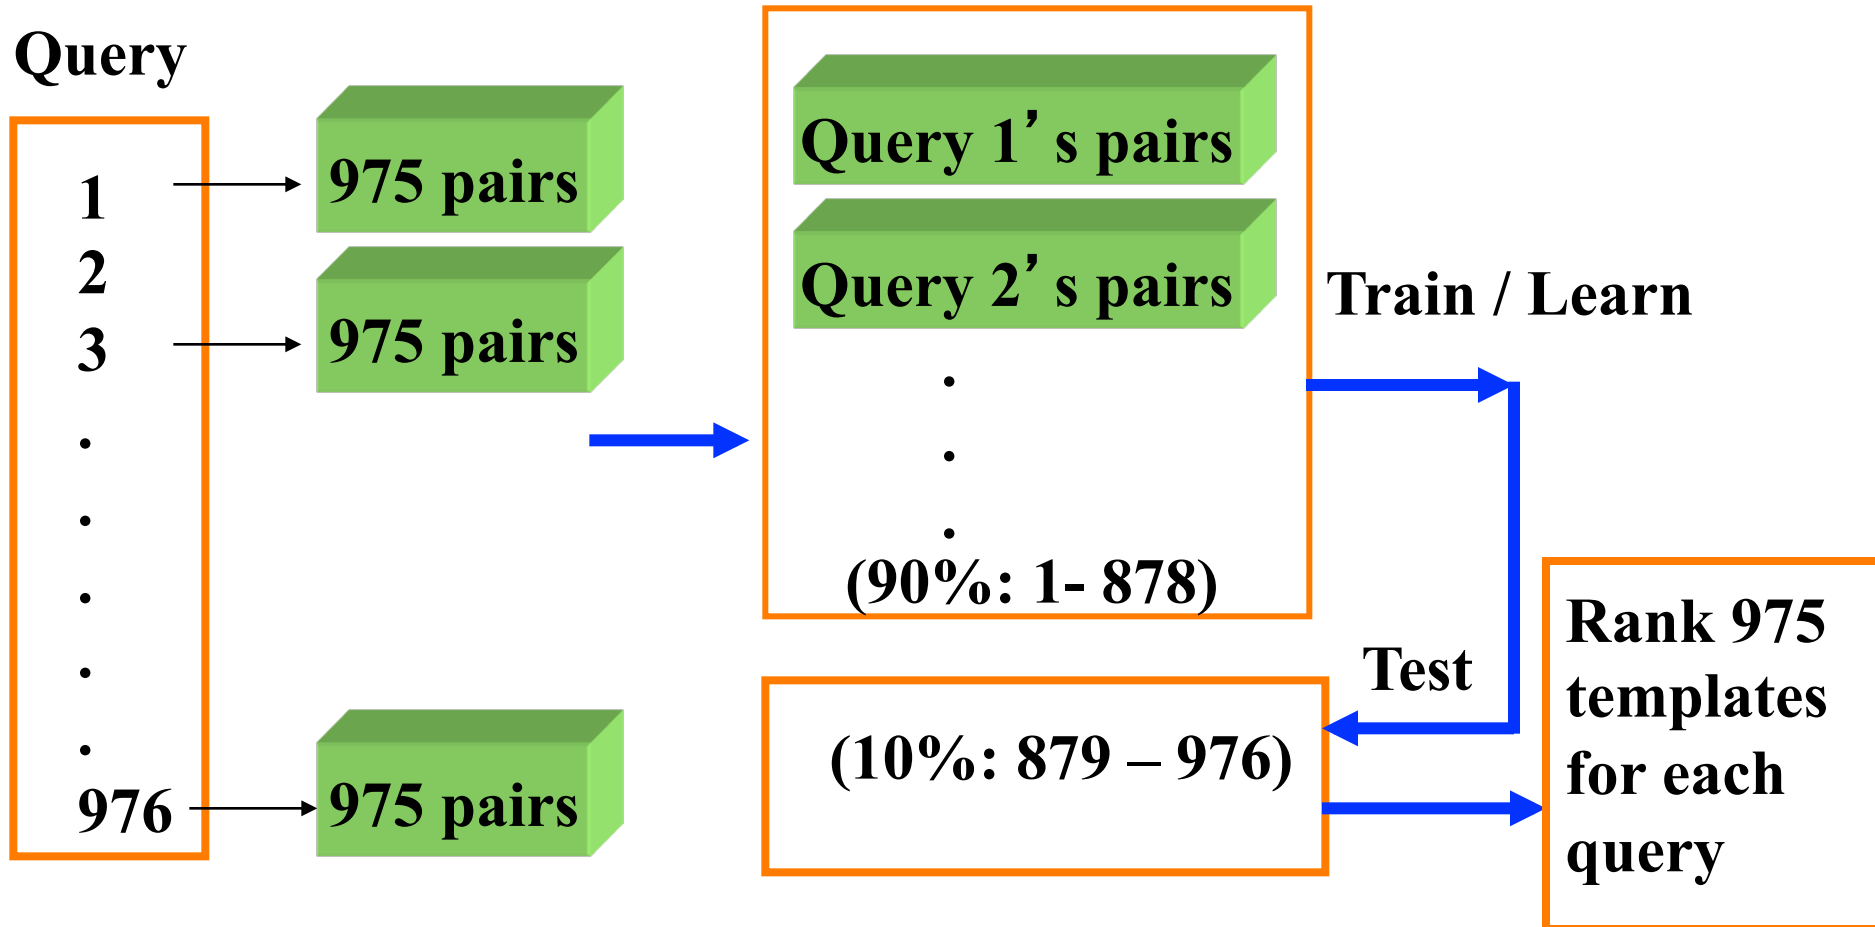 Query
1
2
3
.
.
.
.
.
976
975 pairs
975 pairs
975 pairs
Query 1’ s pairs
Query 2’ s pairs
.
.
.
(90%: 1- 878)
Train / Learn
Test
(10%: 879 – 976)
Rank 975
templates
for each
query